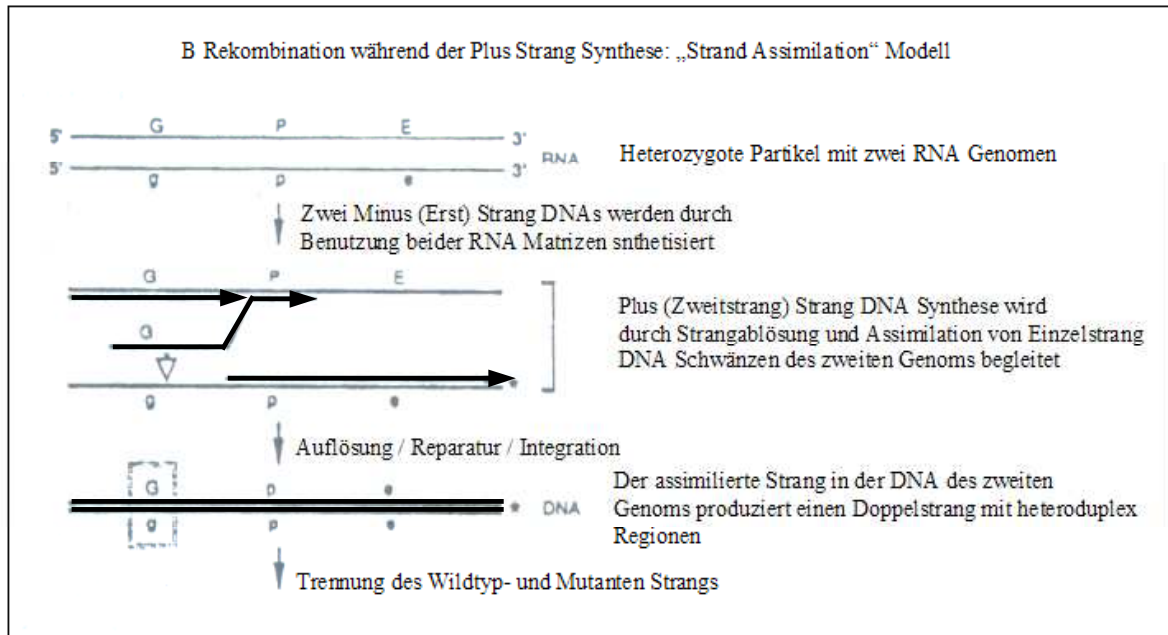 B Rekombination während der Plus Strang Synthese: „Strand Assimilation“ Modell
G P E
5' 3'
RNA
Heterozygote Partikel mit zwei RNA Genomen
5' 3'
g p e
Zwei Minus (Erst) Strang DNAs werden durch
Benutzung beider RNA Matrizen snthetisiert
G P E
Plus (Zweitstrang) Strang DNA Synthese wird
durch Strangablösung und Assimilation von Einzelstrang
DNA Schwänzen des zweiten Genoms begleitet
G
*
g p e
Auflösung / Reparatur / Integration
Der assimilierte Strang in der DNA des zweiten
Genoms produziert einen Doppelstrang mit heteroduplex
Regionen
G p e
* DNA
g p e
Trennung des Wildtyp- und Mutanten Strangs